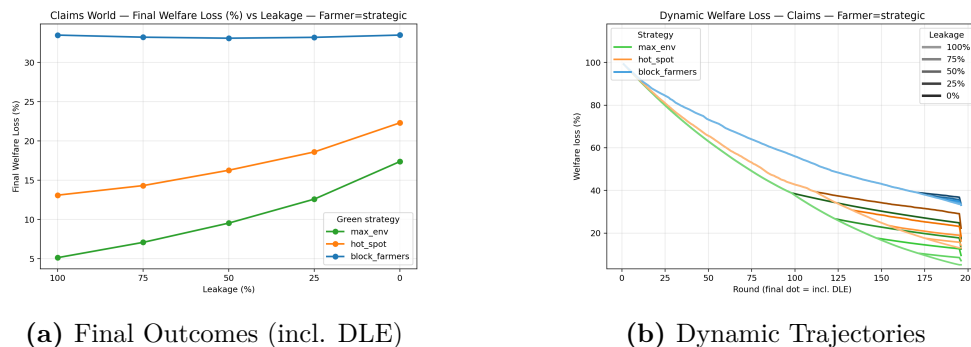 Claims World — Final Welfare Loss (%) vs Leakage — Farmer=strategic
Final Welfare Loss (%)
30
25
20
15
10
5
100
75
50
25
0
Leakage (%)
Green strategy
max_env
hot_spot
block_farmers
(a) Final Outcomes (incl. DLE)
Dynamic Welfare Loss — Claims — Farmer=strategic
Welfare loss (%)
100
80
60
40
20
0
25
50
75
100
125
150
175
200
Round (final dot = incl. DLE)
Strategy
max_env
hot_spot
block_farmers
Leakage
100%
75%
50%
25%
0%
(b) Dynamic Trajectories